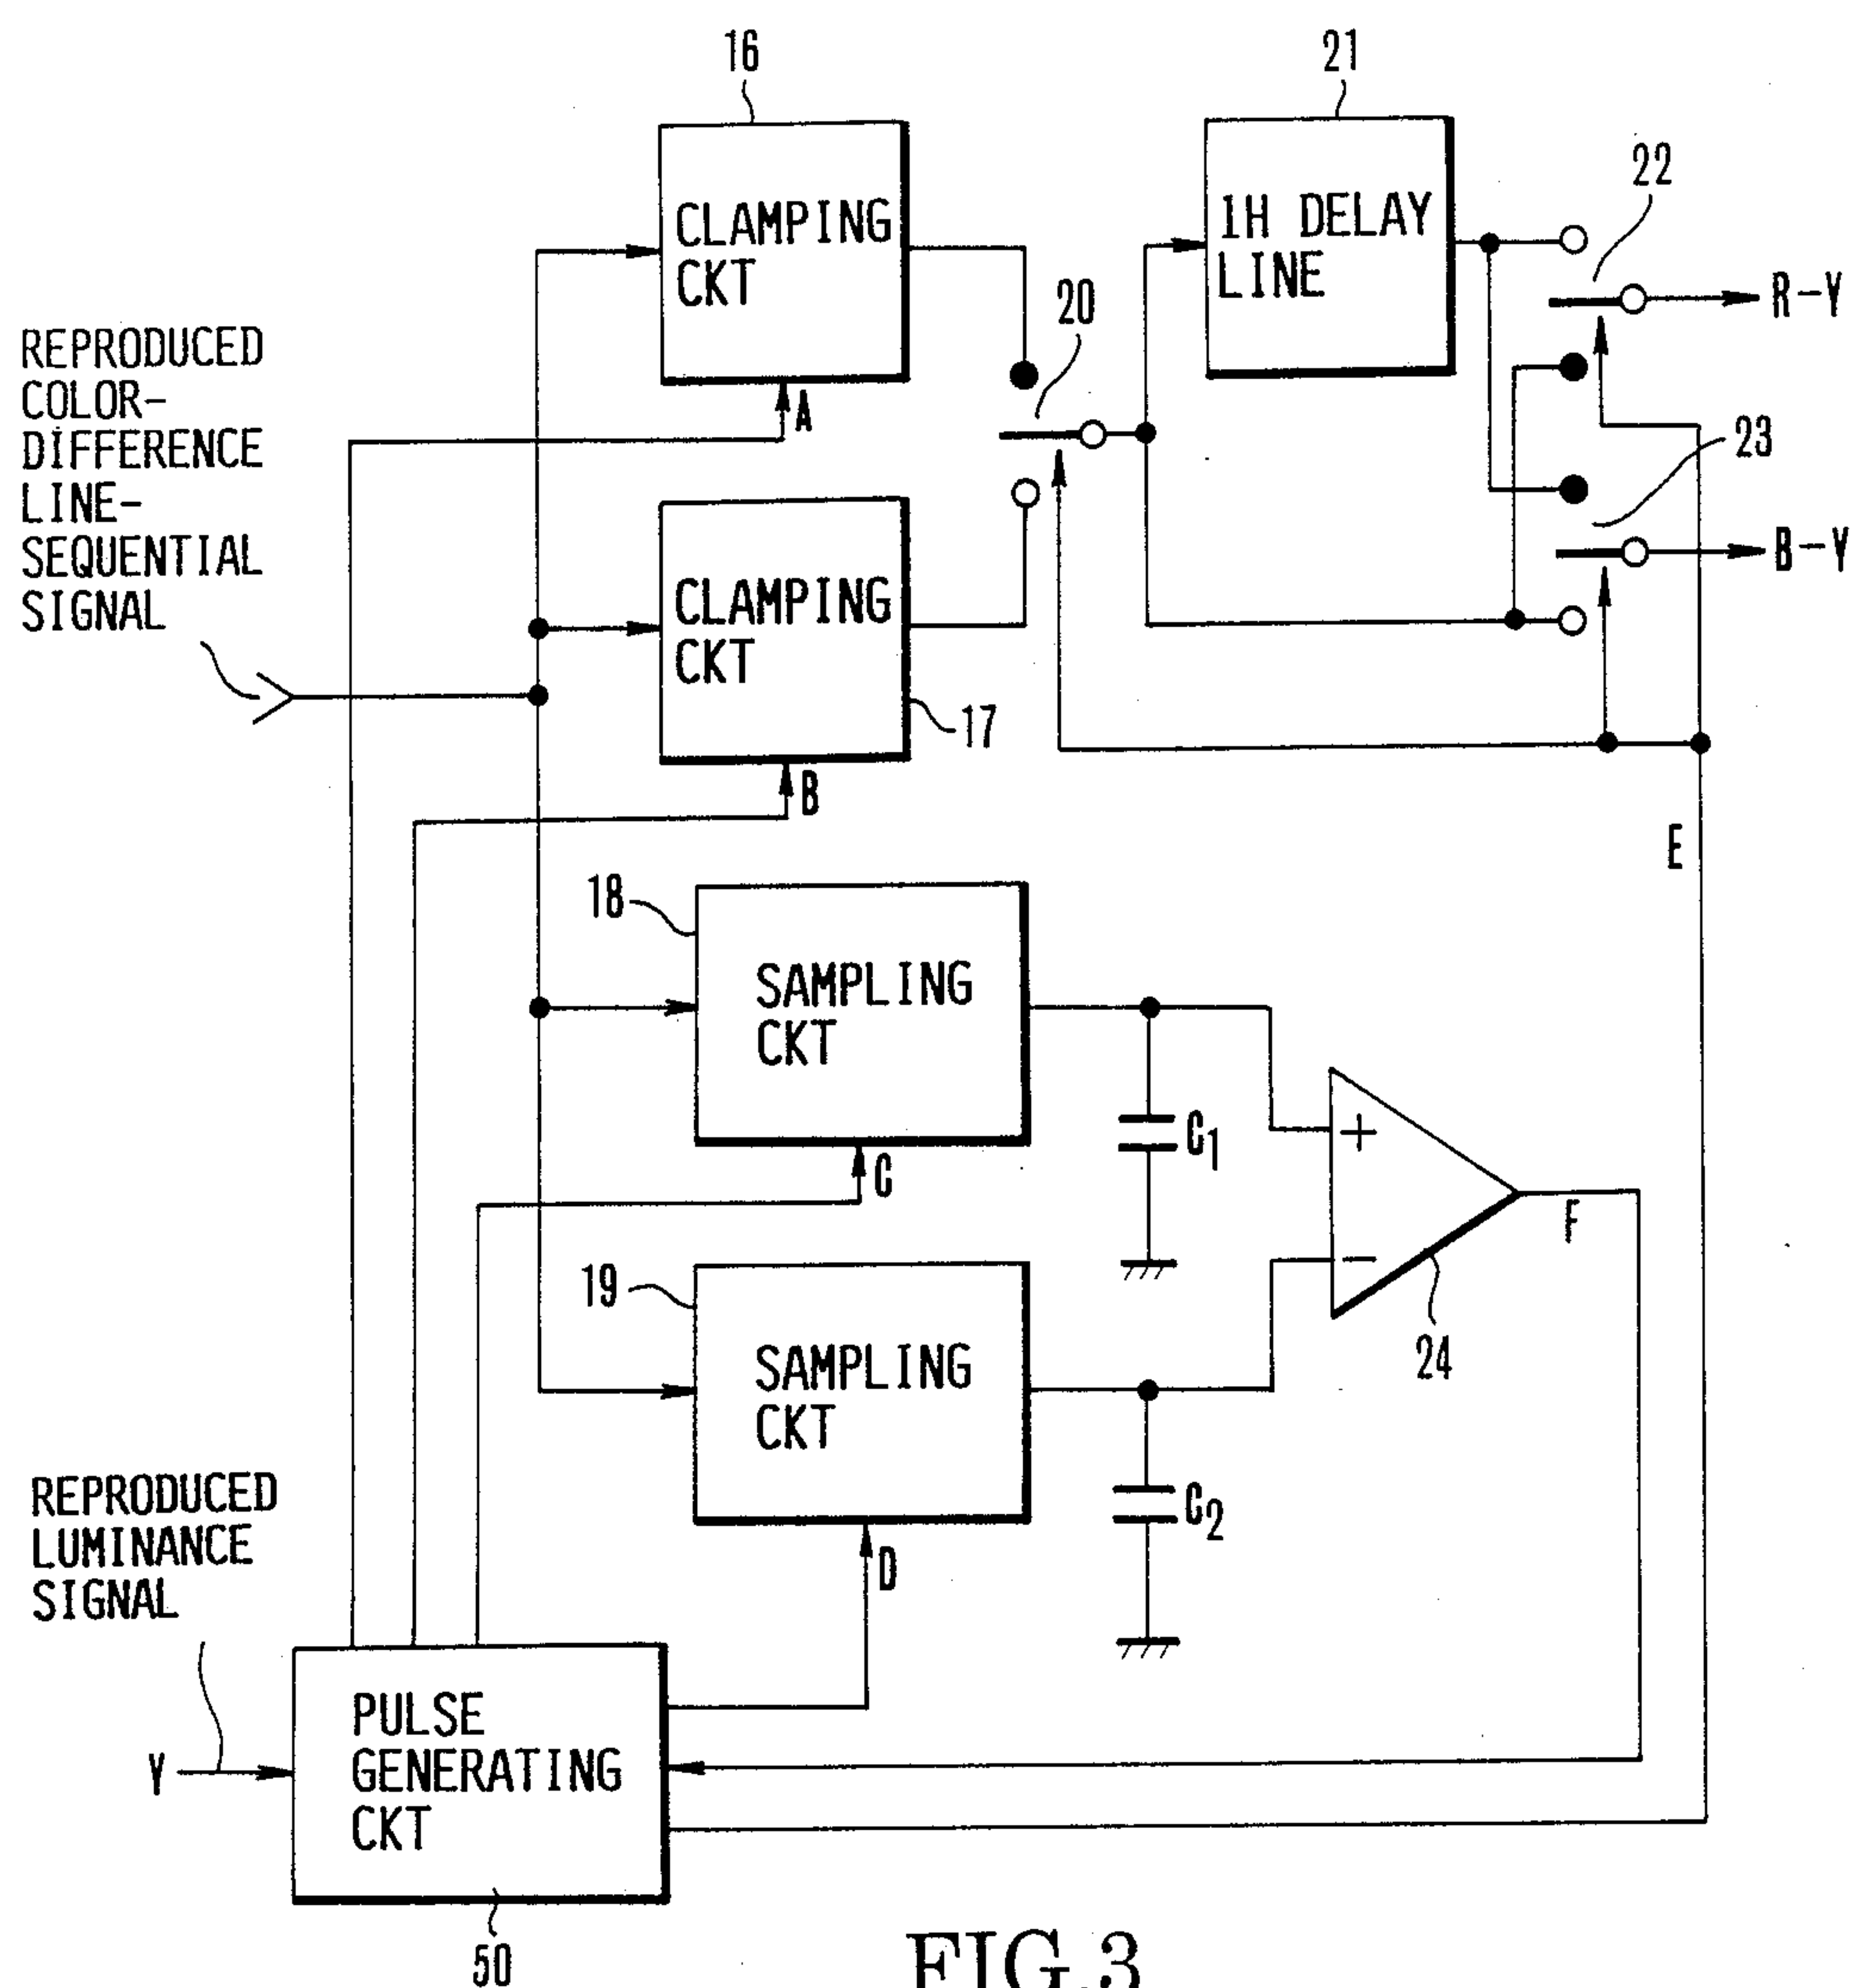 16
21
22
CLAMPING
CKT
1H DELAY
LINE
20
R-Y
REPRODUCED
COLOR-
DIFFERENCE
LINE-
SEQUENTIAL
SIGNAL
A
23
CLAMPING
CKT
B-Y
17
B
E
18
SAMPLING
CKT
C1
+
C
F
19
-
SAMPLING
CKT
24
C2
REPRODUCED
LUMINANCE
SIGNAL
D
Y
PULSE
GENERATING
CKT
50
FIG.3